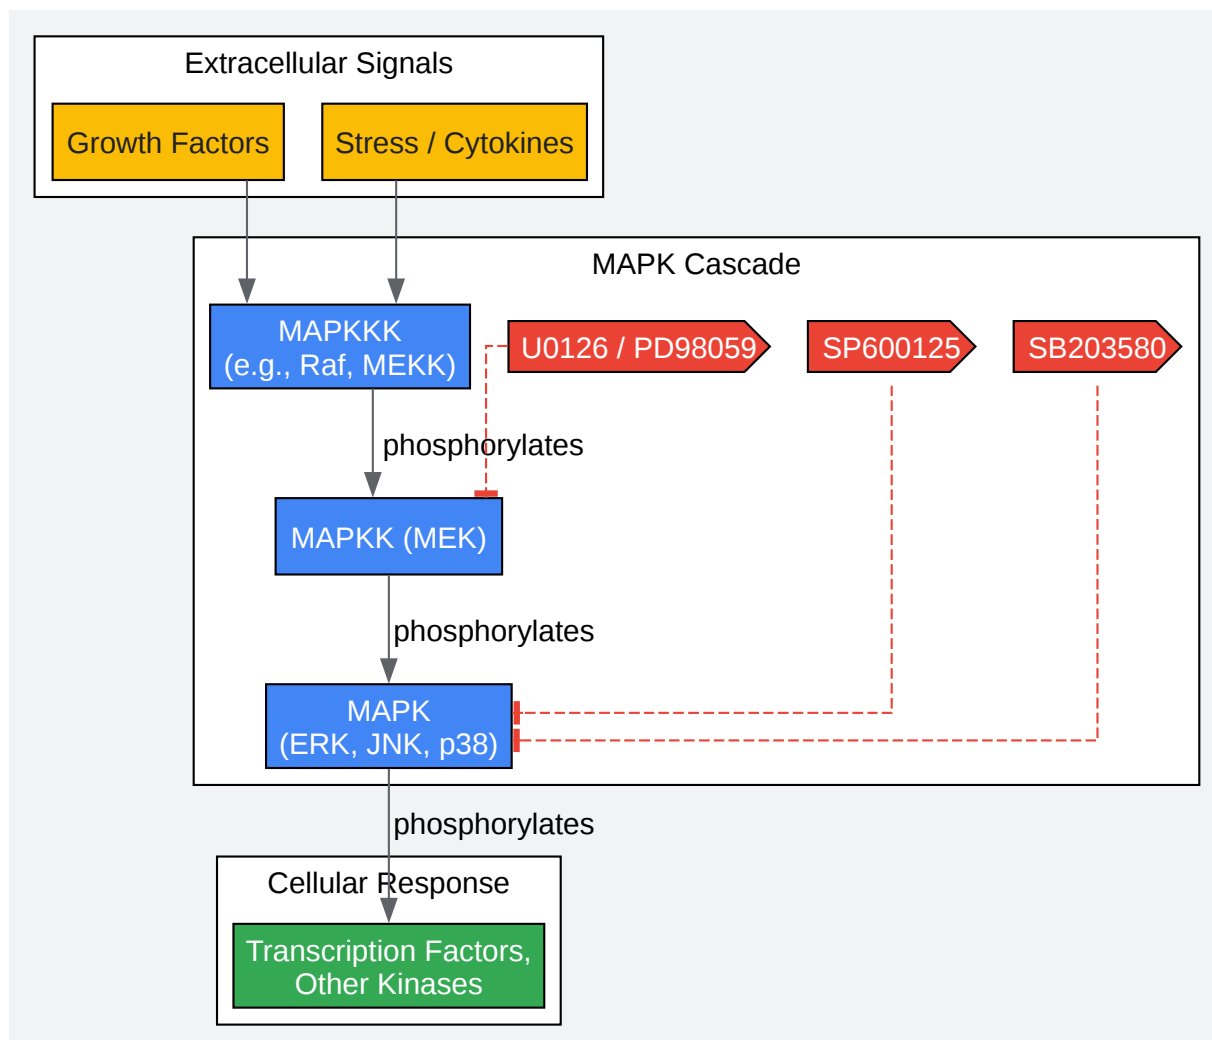 Extracellular Signals
Growth Factors
Stress / Cytokines
MAPK Cascade
MAPKKK
(e.g., Raf, MEKK)
U0126 / PD98059
SP600125
SB203580
phosphorylates
MAPKK (MEK)
phosphorylates
MAPK
(ERK, JNK, p38)
phosphorylates
Cellular Response
Transcription Factors,
Other Kinases